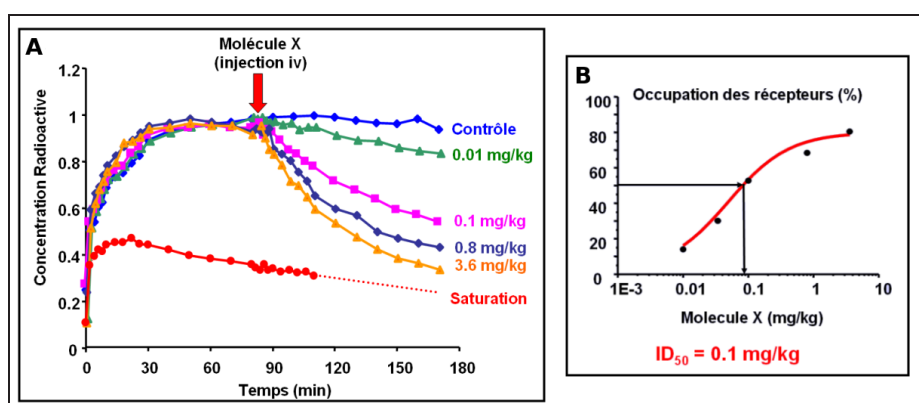 A
Molécule X
(injection iv)
1.2
1
0.8
0.6
0.4
0.2
0
Concentration Radioactive
Contrôle
0.01 mg/kg
0.1 mg/kg
0.8 mg/kg
3.6 mg/kg
Saturation
0 30 60 90 120 150 180
Temps (min)
B
Occupation des récepteurs (%)
100
80
60
40
20
0
1E-3 0.01 0.1 1 10
Molecule X (mg/kg)
ID50 = 0.1 mg/kg